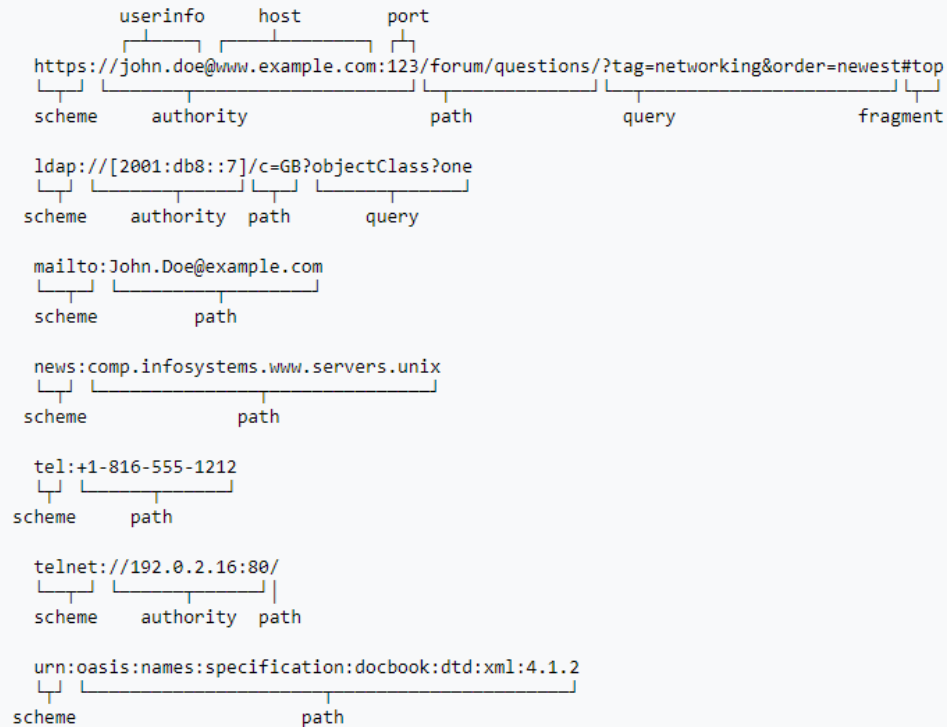 userinfo host port
https://john.doe@www.example.com:123/forum/questions/?tag=networking&order=newest#top
scheme authority path query fragment
ldap://[2001:db8::7]/c=GB?objectClass?one
scheme authority path query
mailto:John.Doe@example.com
scheme path
news:comp.infosystems.www.servers.unix
scheme path
tel:+1-816-555-1212
scheme path
telnet://192.0.2.16:80/
scheme authority path
urn:oasis:names:specification:docbook:dtd:xml:4.1.2
scheme path